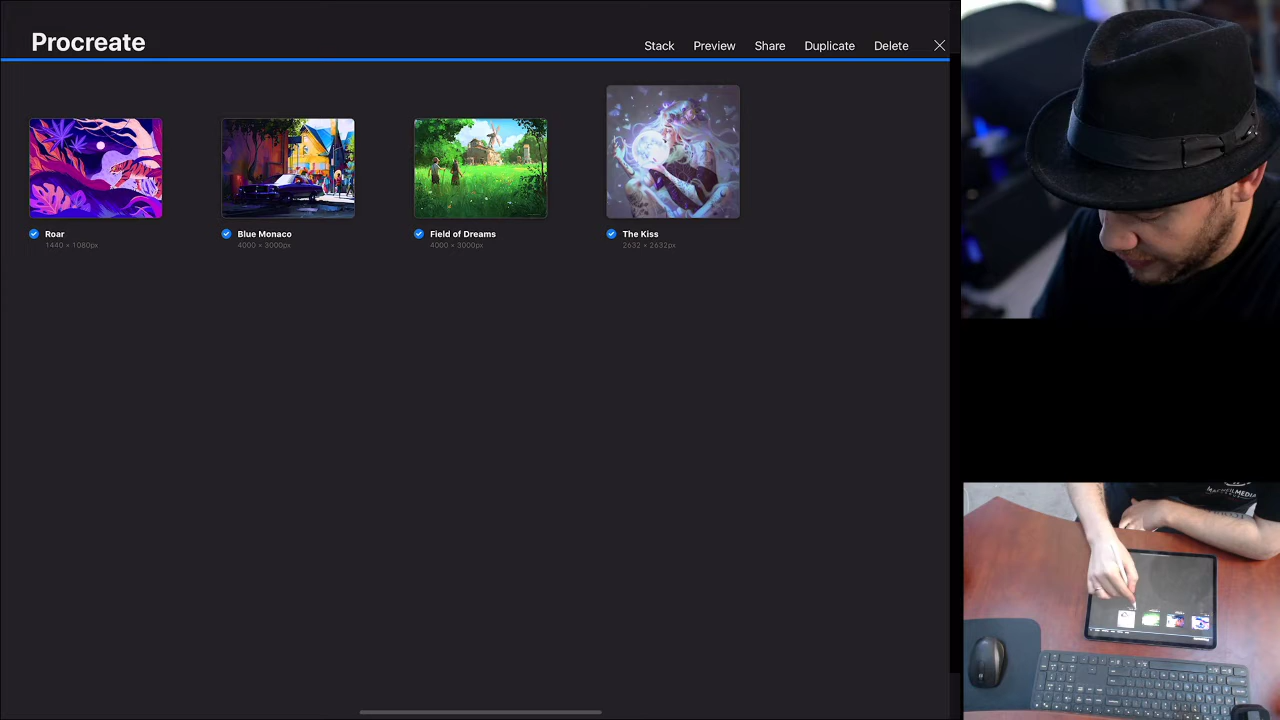 Procreate
Stack Preview Share Duplicate Delete
Roar
1440 × 1080px
Blue Monaco
4000 × 3000px
Field of Dreams
4000 × 3000px
The Kiss
2632 × 2632px